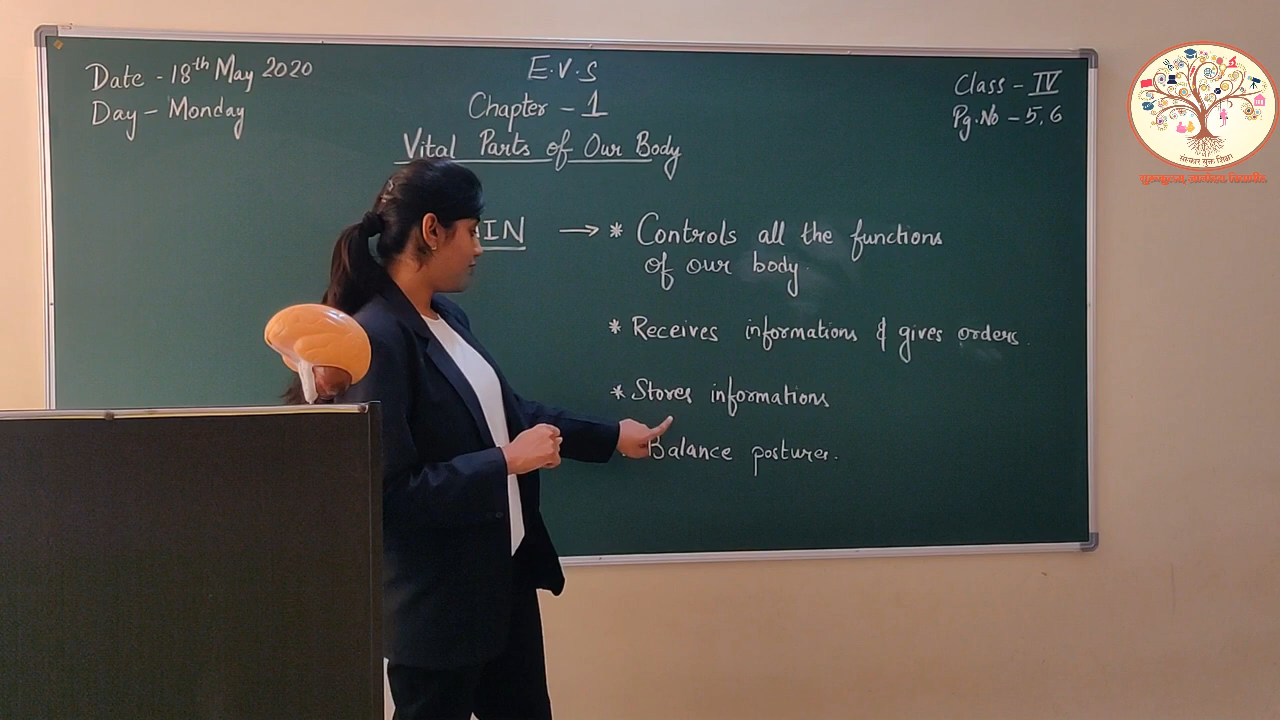 Date - 18th May 2020
Day - Monday
E.V.S
Chapter - 1
Vital Parts of Our Body
Class - IV
Pg.No - 5, 6
IN → * Controls all the functions
of our body.
* Receives informations & gives orders.
* Stores informations
Balance postures.
संस्कार युक्त शिक्षा